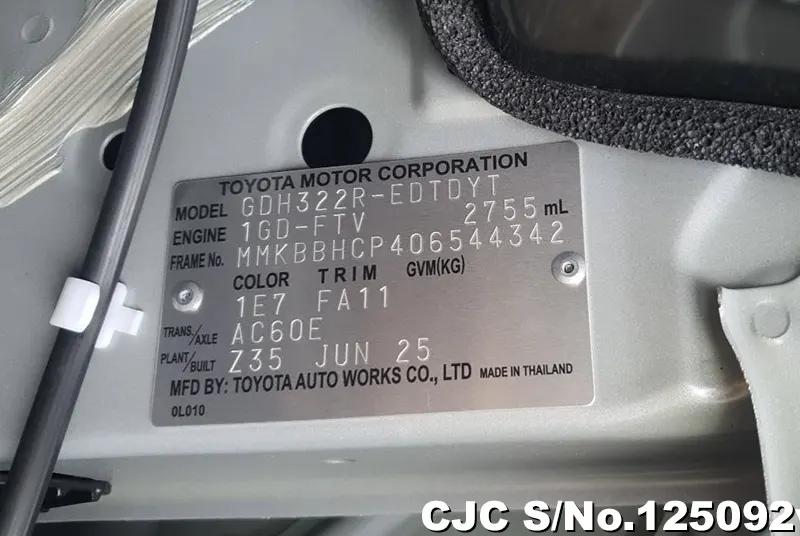 TOYOTA MOTOR CORPORATION
MODEL GDH322R-EDTDYT
ENGINE 1GD-FTV 2755 mL
FRAME No. MMKBBHCP406544342
COLOR TRIM GVM(KG)
1E7 FA11
TRANS./AXLE AC60E
PLANT/BUILT Z35 JUN 25
MFD BY: TOYOTA AUTO WORKS CO., LTD MADE IN THAILAND
0L010
CJC S/No.125092